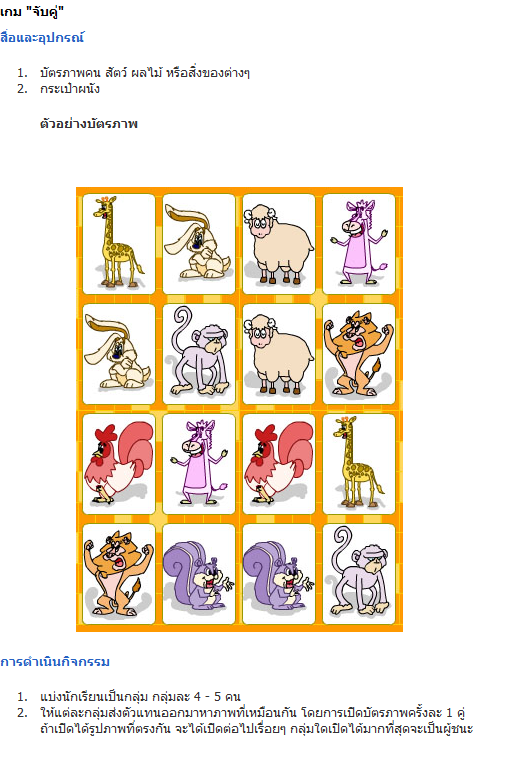 เกม "จับคู่"
สื่อและอุปกรณ์
1. บัตรภาพคน สัตว์ ผลไม้ หรือสิ่งของต่างๆ
2. กระเป๋าผนัง
ตัวอย่างบัตรภาพ
การดำเนินกิจกรรม
1. แบ่งนักเรียนเป็นกลุ่ม กลุ่มละ 4 - 5 คน
2. ให้แต่ละกลุ่มส่งตัวแทนออกมาหาภาพที่เหมือนกัน โดยการเปิดบัตรภาพครั้งละ 1 คู่
ถ้าเปิดได้รูปภาพที่ตรงกัน จะได้เปิดต่อไปเรื่อยๆ กลุ่มใดเปิดได้มากที่สุดจะเป็นผู้ชนะ